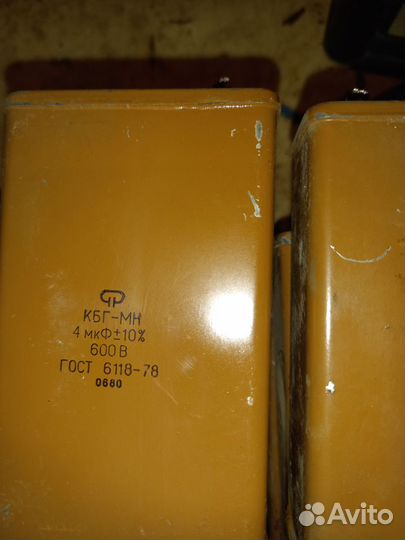 КБГ-МН
4 мкФ±10%
600 В
ГОСТ 6118-78
0680
Avito